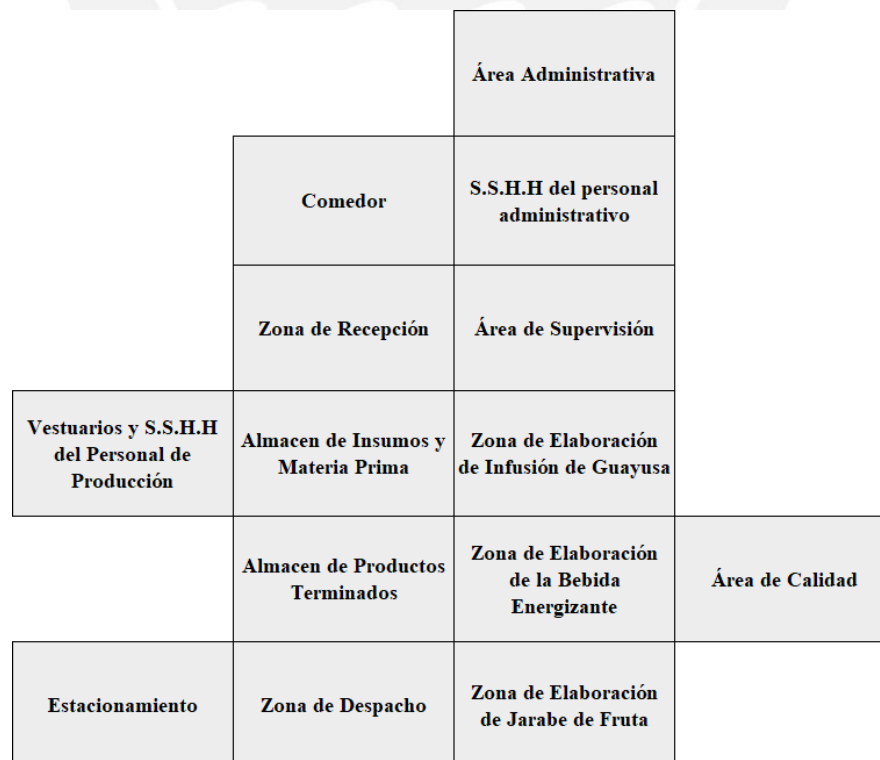 Área Administrativa
Comedor
S.S.H.H del personal
administrativo
Zona de Recepción
Área de Supervisión
Vestuarios y S.S.H.H
del Personal de
Producción
Almacen de Insumos y
Materia Prima
Zona de Elaboración
de Infusión de Guayusa
Almacen de Productos
Terminados
Zona de Elaboración
de la Bebida
Energizante
Área de Calidad
Estacionamiento
Zona de Despacho
Zona de Elaboración
de Jarabe de Fruta